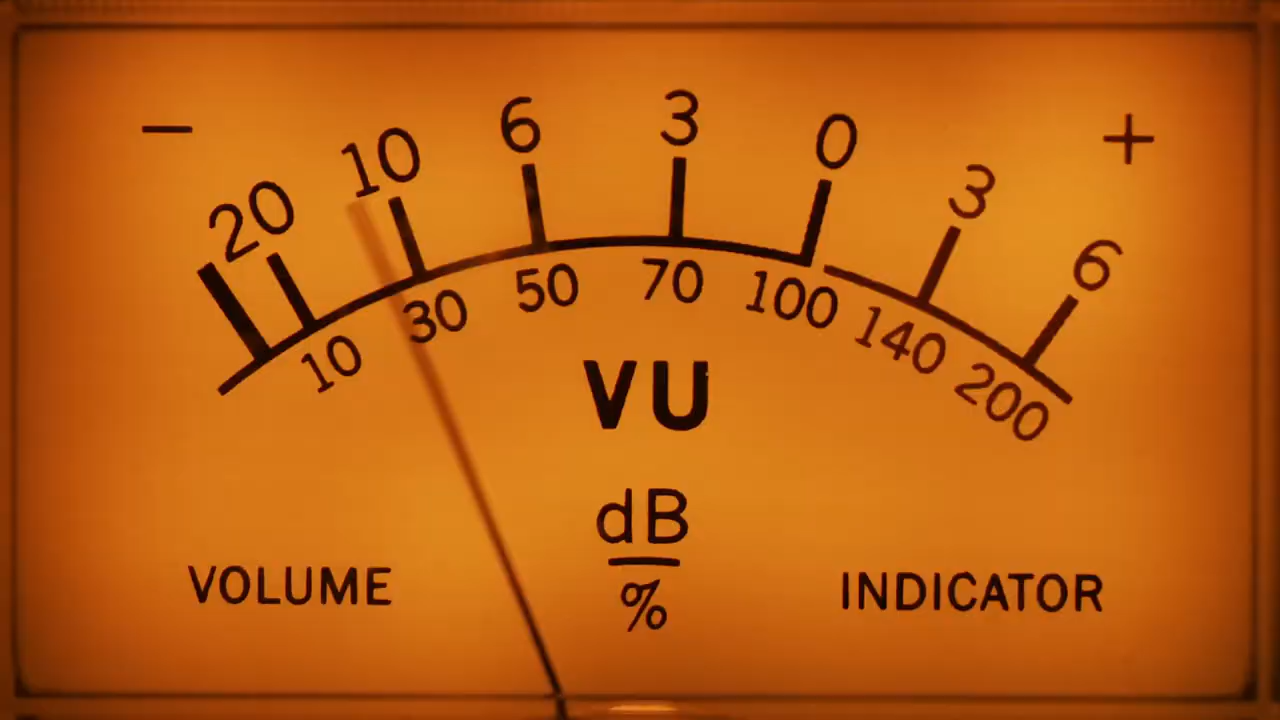 − +
20 10 6 3 0 3 6
10 30 50 70 100 140 200
VU
dB
%
VOLUME INDICATOR